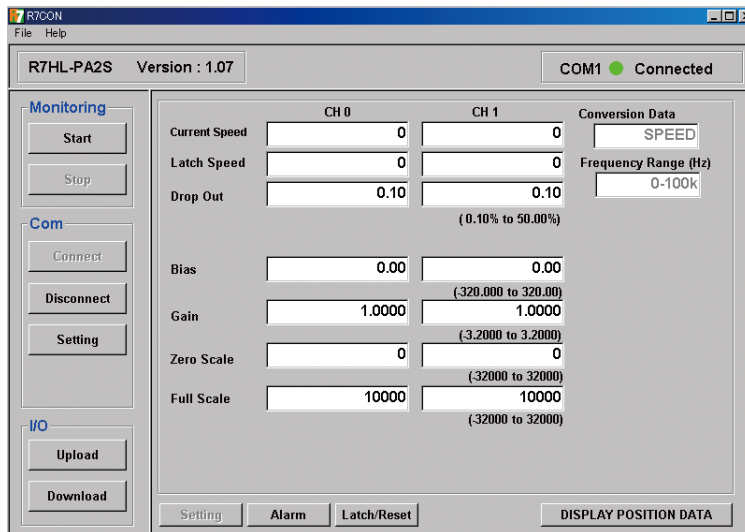 R7CON
File Help
R7HL-PA2S Version : 1.07
COM1 Connected
Monitoring
Start
Stop
Com
Connect
Disconnect
Setting
I/O
Upload
Download
CH 0 CH 1 Conversion Data
Current Speed 0 0 SPEED
Latch Speed 0 0 Frequency Range (Hz)
Drop Out 0.10 0.10 0-100k
( 0.10% to 50.00%)
Bias 0.00 0.00
(-320.000 to 320.00)
Gain 1.0000 1.0000
(-3.2000 to 3.2000)
Zero Scale 0 0
(-32000 to 32000)
Full Scale 10000 10000
(-32000 to 32000)
Setting Alarm Latch/Reset DISPLAY POSITION DATA